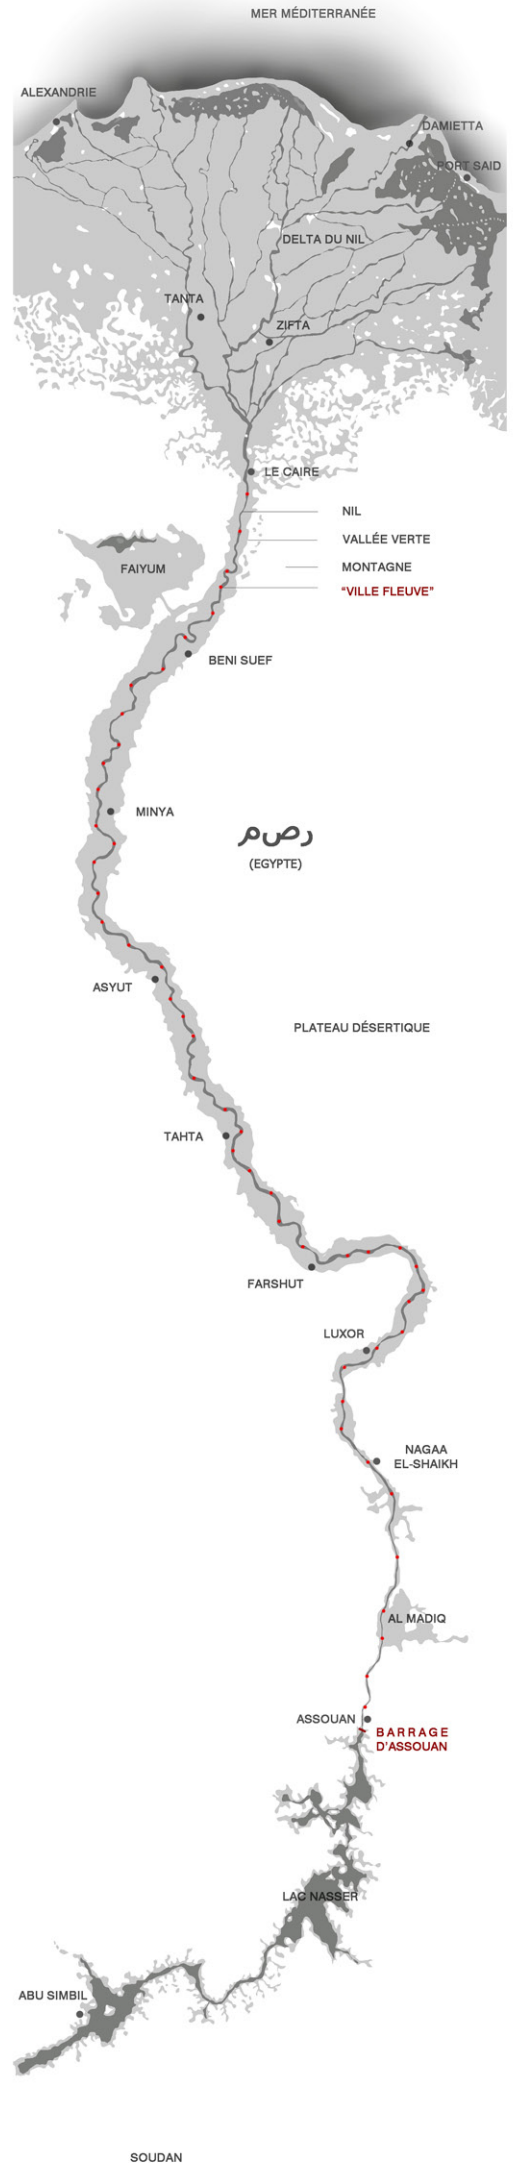 MER MÉDITERRANÉE
ALEXANDRIE
DAMIETTA
PORT SAID
DELTA DU NIL
TANTA
ZIFTA
LE CAIRE
NIL
VALLÉE VERTE
MONTAGNE
FAIYUM
"VILLE FLEUVE"
BENI SUEF
MINYA
رصم
(EGYPTE)
ASYUT
PLATEAU DÉSERTIQUE
TAHTA
FARSHUT
LUXOR
NAGAA
EL-SHAIKH
AL MADIQ
ASSOUAN
BARRAGE
D'ASSOUAN
LAC NASSER
ABU SIMBIL
SOUDAN